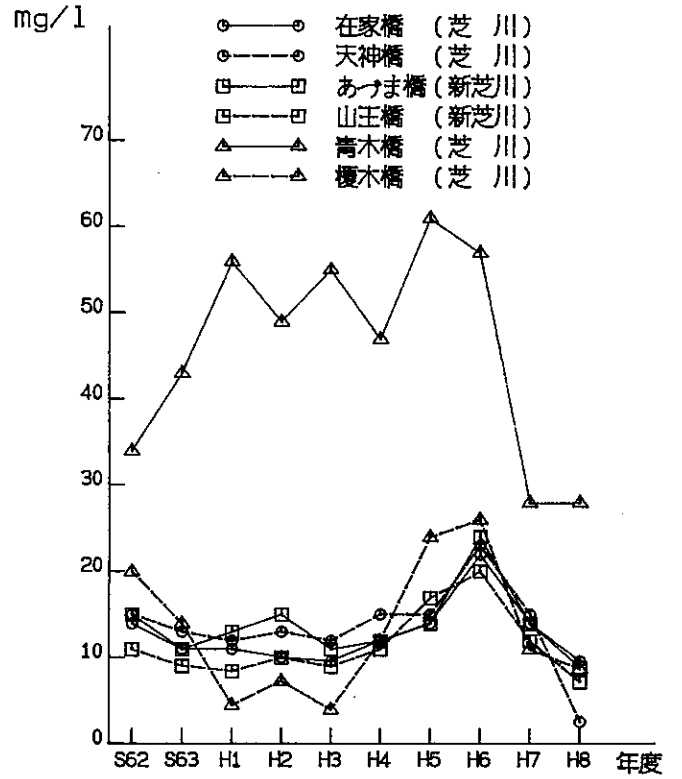 mg/l
在家橋 (芝 川)
天神橋 (芝 川)
あづま橋 (新芝川)
山王橋 (新芝川)
青木橋 (芝 川)
榎木橋 (芝 川)
70
60
50
40
30
20
10
0
S62 S63 H1 H2 H3 H4 H5 H6 H7 H8 年度